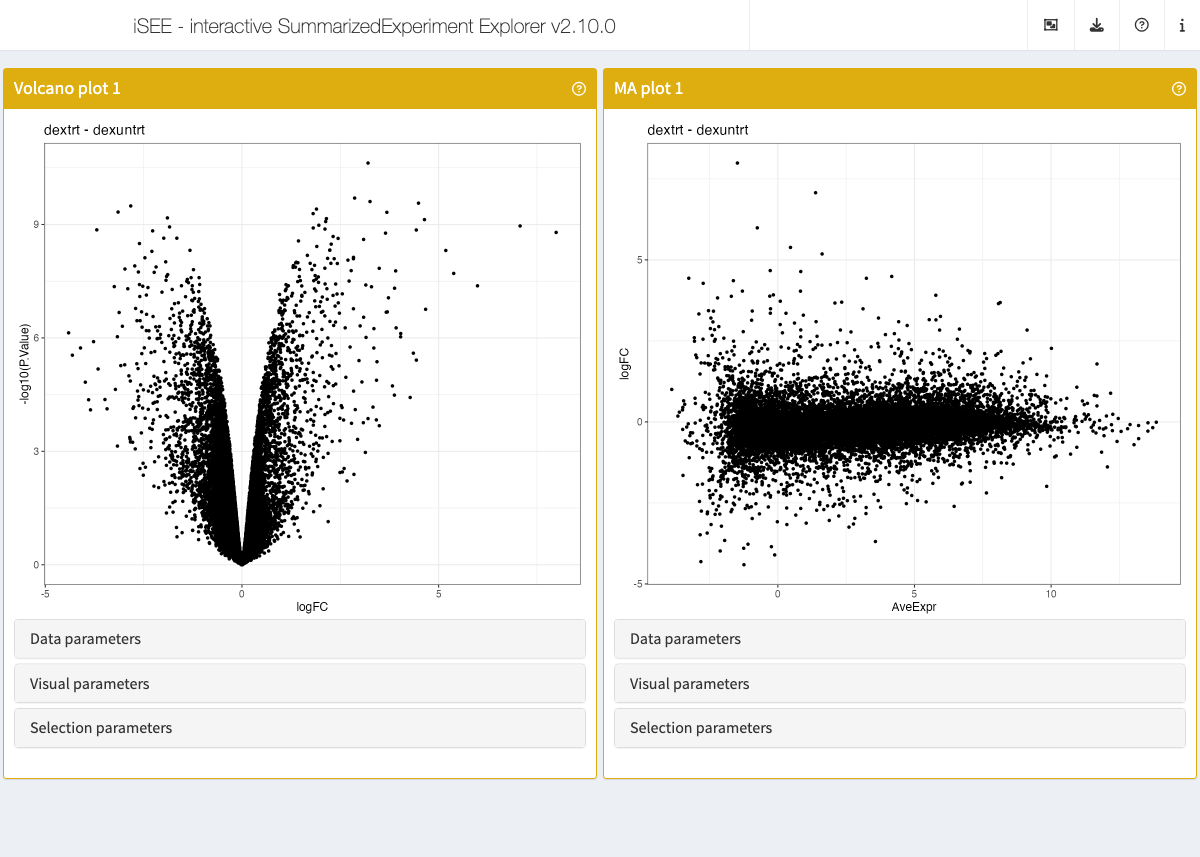 iSEE - interactive SummarizedExperiment Explorer v2.10.0
Volcano plot 1
dextrt - dexuntrt
-log10(P.Value)
9
6
3
0
-5
0
5
logFC
Data parameters
Visual parameters
Selection parameters
MA plot 1
dextrt - dexuntrt
logFC
5
0
-5
0
5
10
AveExpr
Data parameters
Visual parameters
Selection parameters